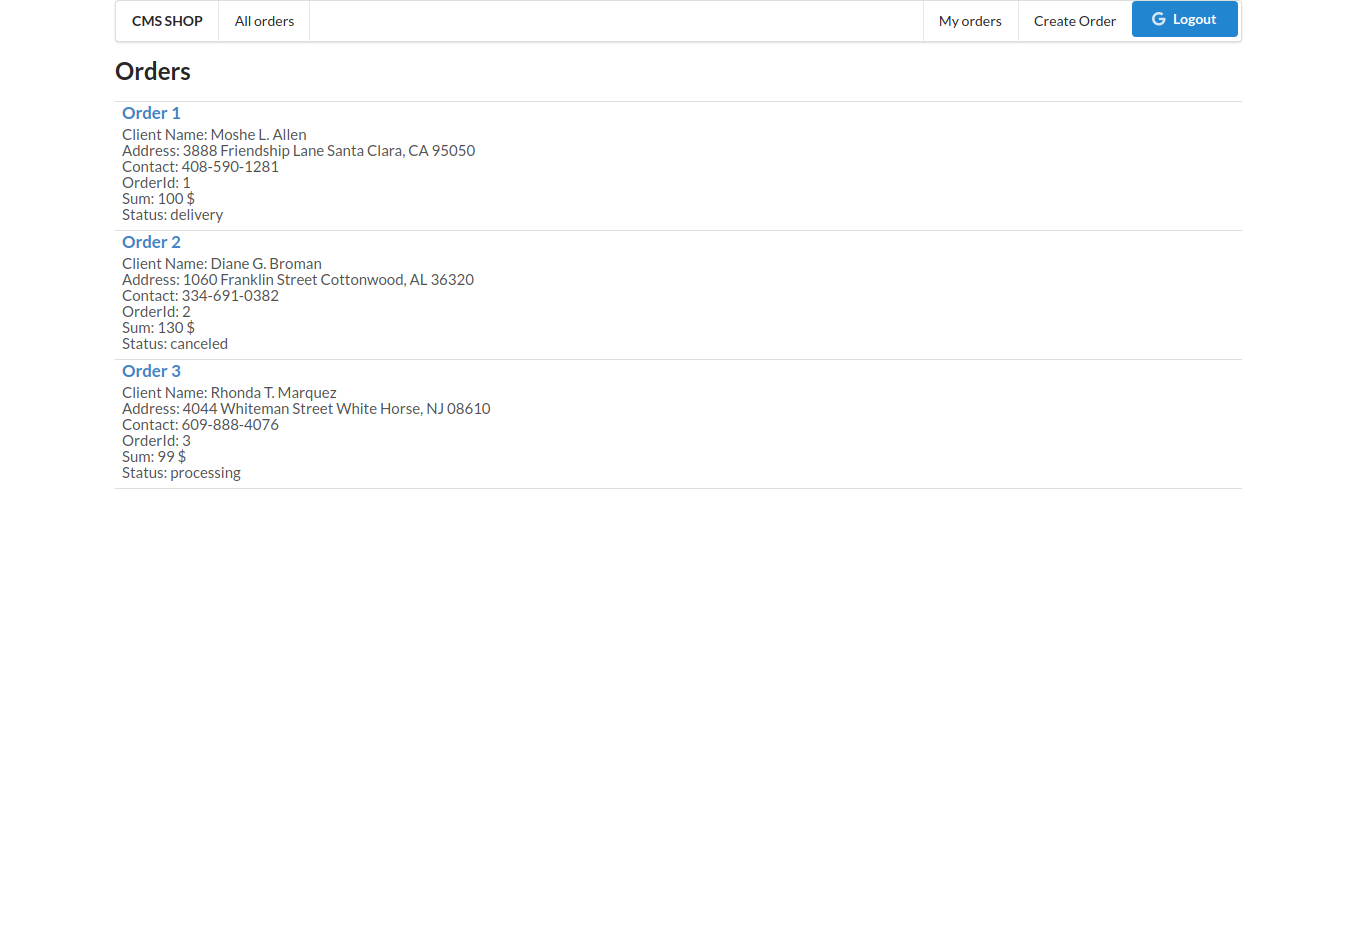 CMS SHOP All orders My orders Create Order Logout
Orders
Order 1
Client Name: Moshe L. Allen
Address: 3888 Friendship Lane Santa Clara, CA 95050
Contact: 408-590-1281
OrderId: 1
Sum: 100 $
Status: delivery
Order 2
Client Name: Diane G. Broman
Address: 1060 Franklin Street Cottonwood, AL 36320
Contact: 334-691-0382
OrderId: 2
Sum: 130 $
Status: canceled
Order 3
Client Name: Rhonda T. Marquez
Address: 4044 Whiteman Street White Horse, NJ 08610
Contact: 609-888-4076
OrderId: 3
Sum: 99 $
Status: processing